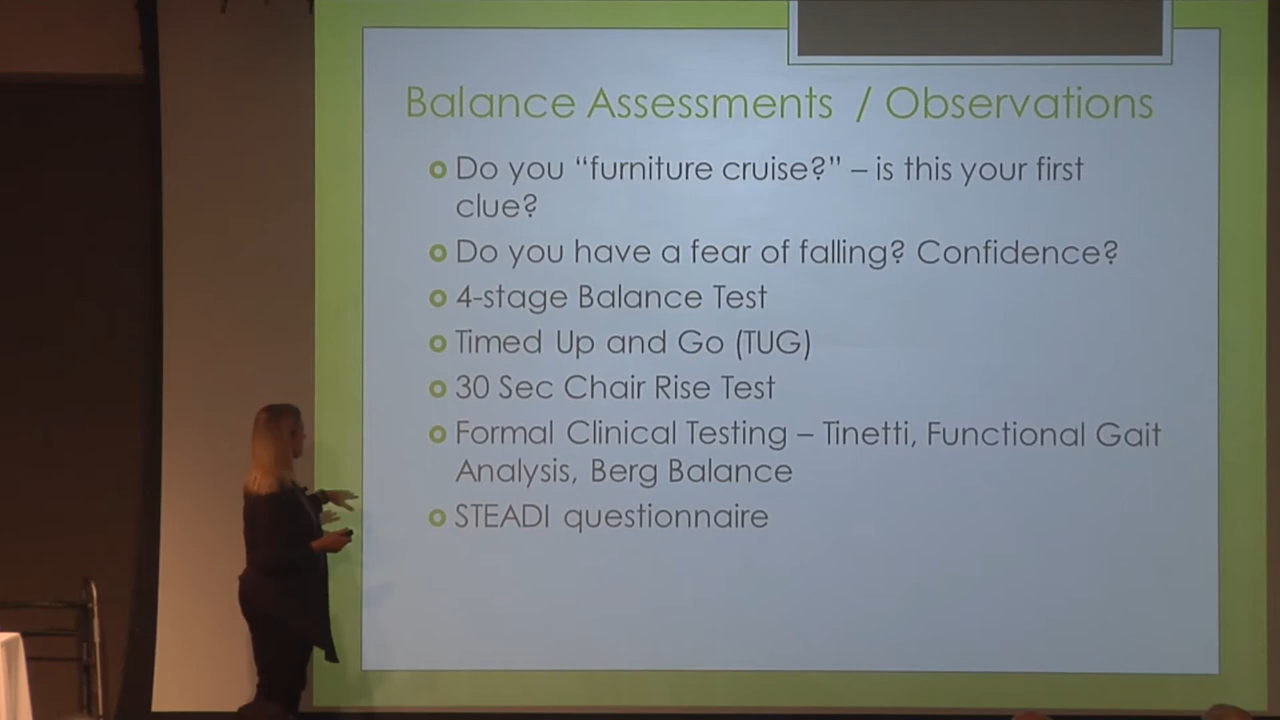 Balance Assessments / Observations
Do you “furniture cruise?” – is this your first
clue?
Do you have a fear of falling? Confidence?
4-stage Balance Test
Timed Up and Go (TUG)
30 Sec Chair Rise Test
Formal Clinical Testing – Tinetti, Functional Gait
Analysis, Berg Balance
STEADI questionnaire